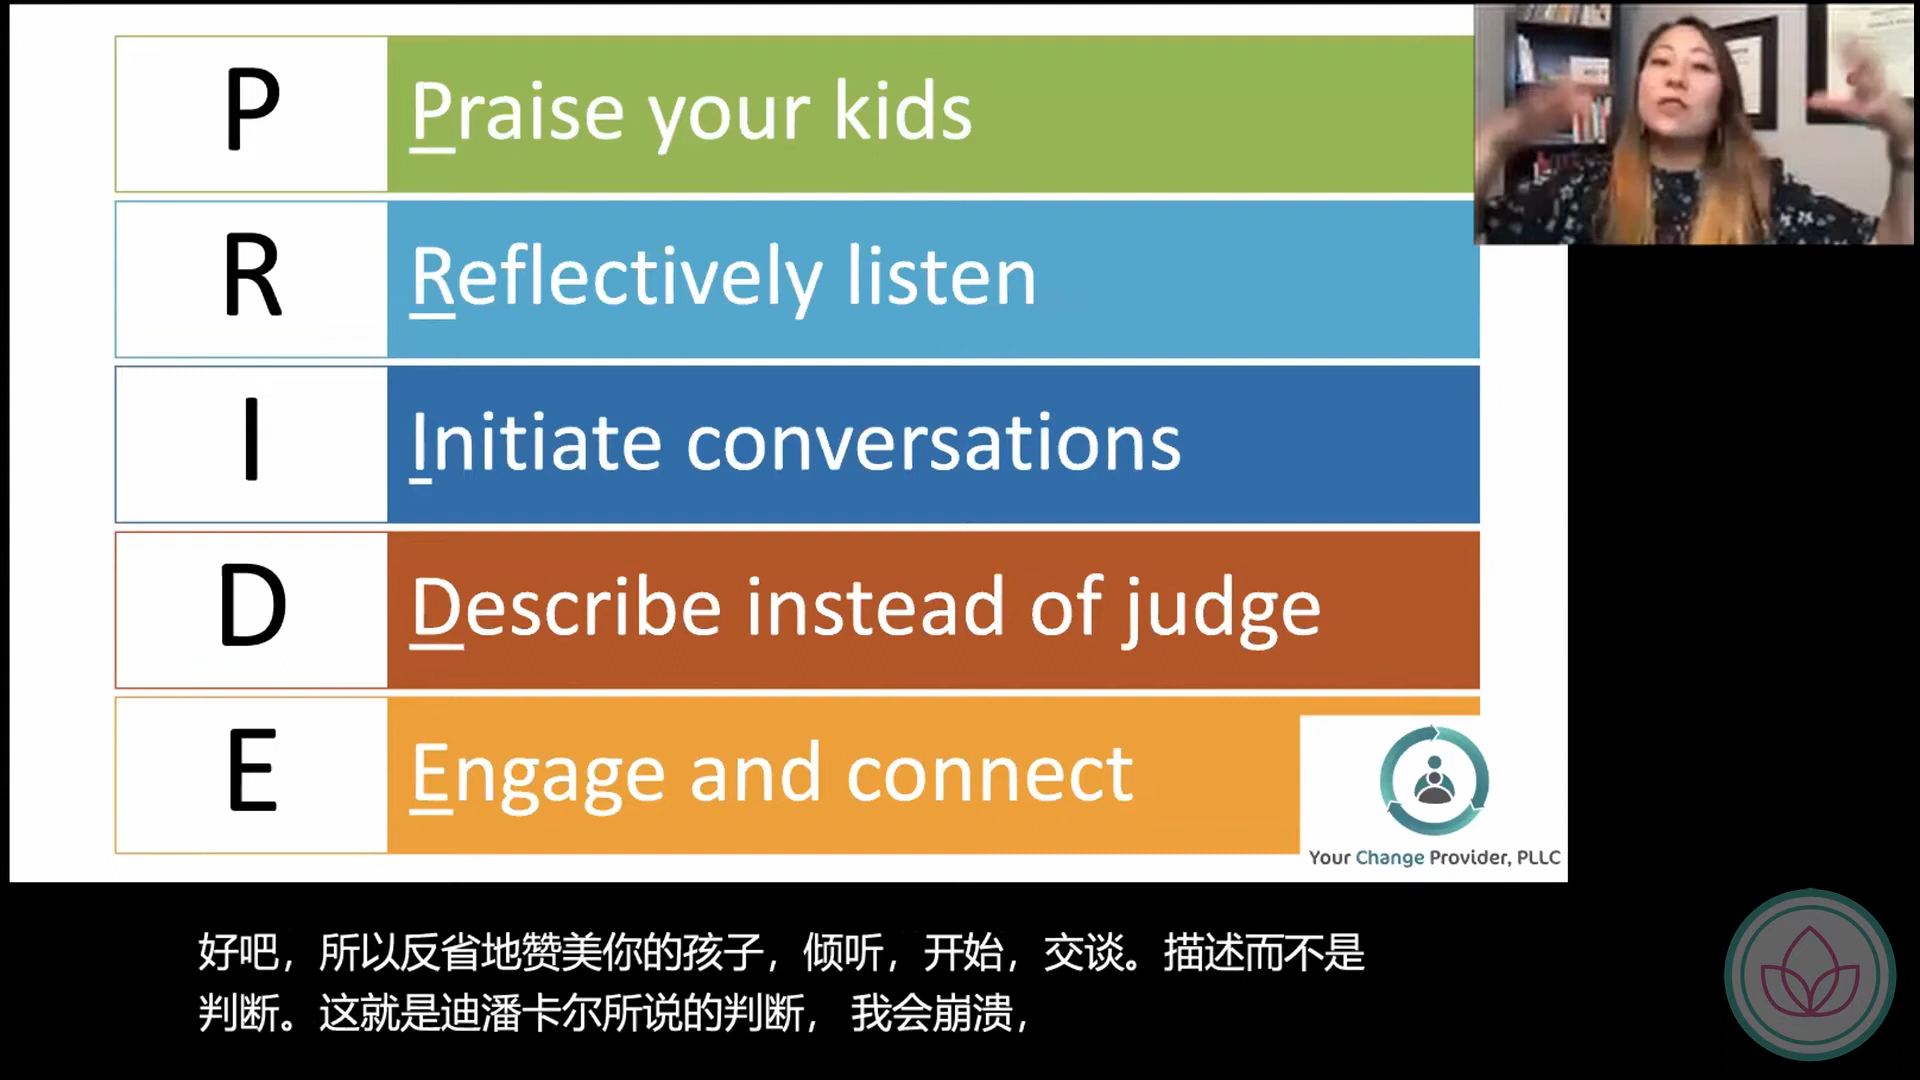 P
Praise your kids
R
Reflectively listen
I
Initiate conversations
D
Describe instead of judge
E
Engage and connect
Your Change Provider, PLLC
好吧，所以反省地赞美你的孩子，倾听，开始，交谈。描述而不是
判断。这就是迪潘卡尔所说的判断， 我会崩溃，